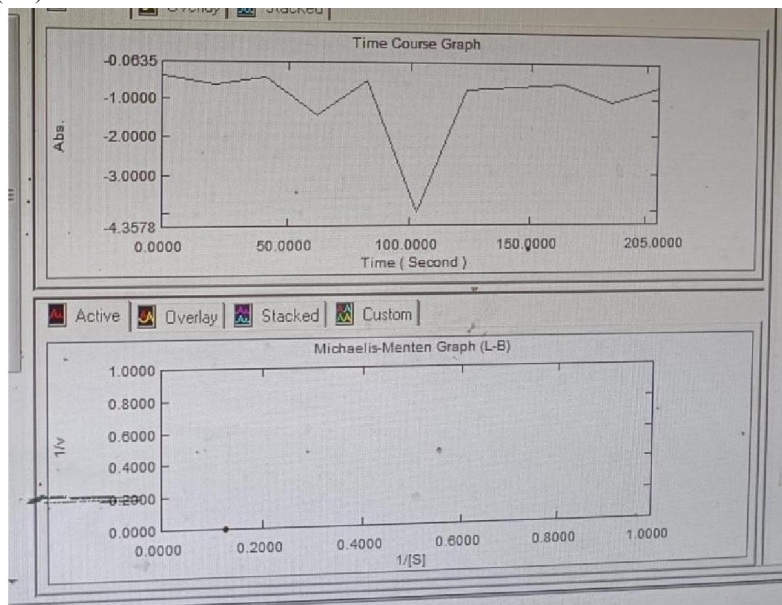 Overlay Stacked
Time Course Graph
-0.0635
-1.0000
-2.0000
-3.0000
-4.3578
Abs.
0.0000 50.0000 100.0000 150.0000 205.0000
Time ( Second )
Active Overlay Stacked Custom
Michaelis-Menten Graph (L-B)
1.0000
0.8000
0.6000
0.4000
0.2000
0.0000
1/v
0.0000 0.2000 0.4000 0.6000 0.8000 1.0000
1/[S]